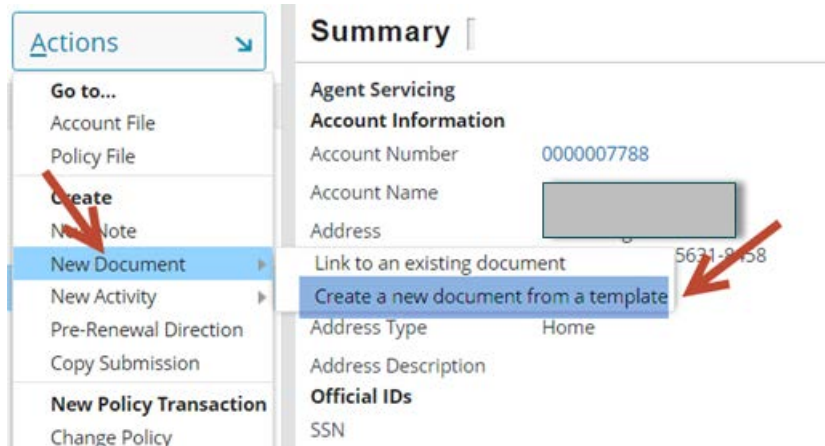 Actions
Go to...
Account File
Policy File
Create
New Note
New Document
New Activity
Pre-Renewal Direction
Copy Submission
New Policy Transaction
Change Policy
Link to an existing document
Create a new document from a template
Summary
Agent Servicing
Account Information
Account Number 0000007788
Account Name
Address
Address Type Home
Address Description
Official IDs
SSN